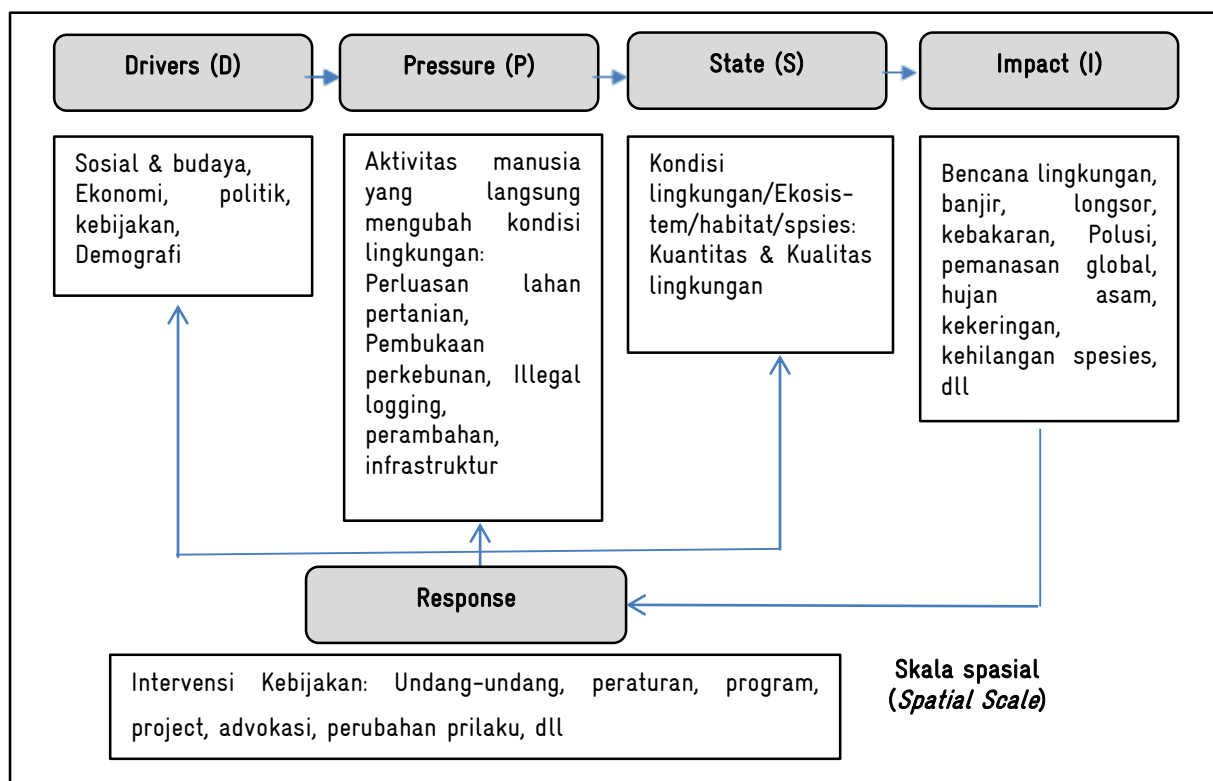 Drivers (D)
Pressure (P)
State (S)
Impact (I)
Sosial & budaya,
Ekonomi, politik,
kebijakan,
Demografi
Aktivitas manusia
yang langsung
mengubah kondisi
lingkungan:
Perluasan lahan
pertanian,
Pembukaan
perkebunan, Illegal
logging,
perambahan,
infrastruktur
Kondisi
lingkungan/Ekosis-
tem/habitat/spsies:
Kuantitas & Kualitas
lingkungan
Bencana lingkungan,
banjir, longsor,
kebakaran, Polusi,
pemanasan global,
hujan asam,
kekeringan,
kehilangan spesies,
dll
Response
Intervensi Kebijakan: Undang-undang, peraturan, program,
project, advokasi, perubahan prilaku, dll
Skala spasial
(Spatial Scale)